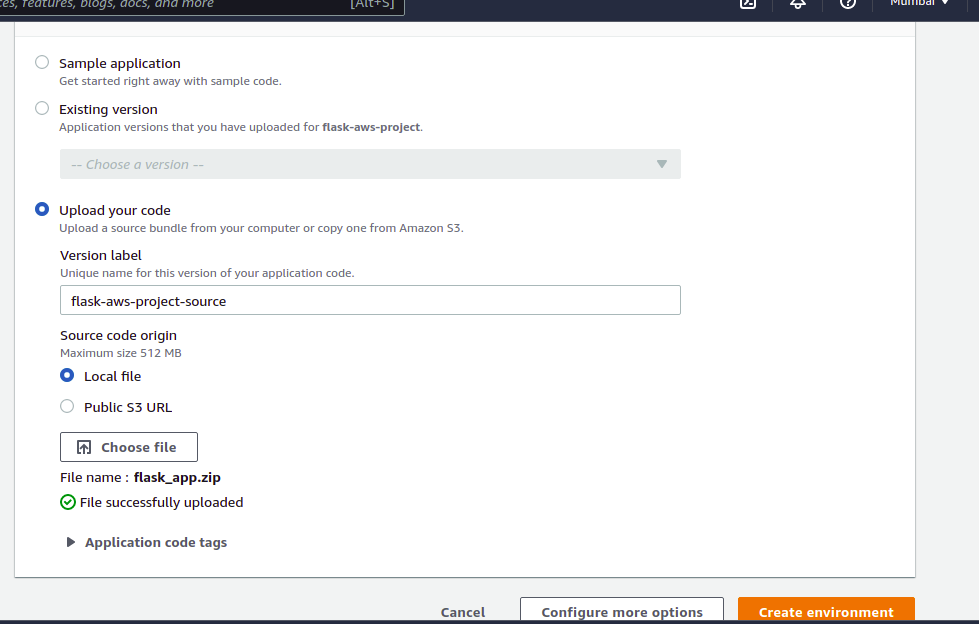 ces, features, blogs, docs, and more [Alt+S] Mumbai
Sample application
Get started right away with sample code.
Existing version
Application versions that you have uploaded for flask-aws-project.
-- Choose a version --
Upload your code
Upload a source bundle from your computer or copy one from Amazon S3.
Version label
Unique name for this version of your application code.
flask-aws-project-source
Source code origin
Maximum size 512 MB
Local file
Public S3 URL
Choose file
File name : flask_app.zip
File successfully uploaded
Application code tags
Cancel Configure more options Create environment